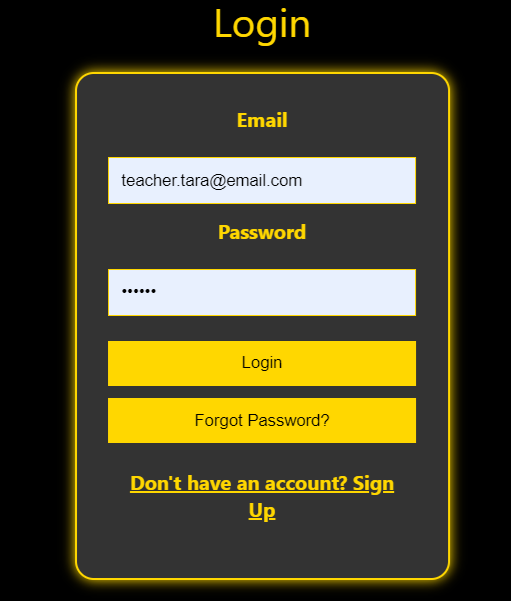 Login
Email
teacher.tara@email.com
Password
••••••
Login
Forgot Password?
Don't have an account? Sign
Up